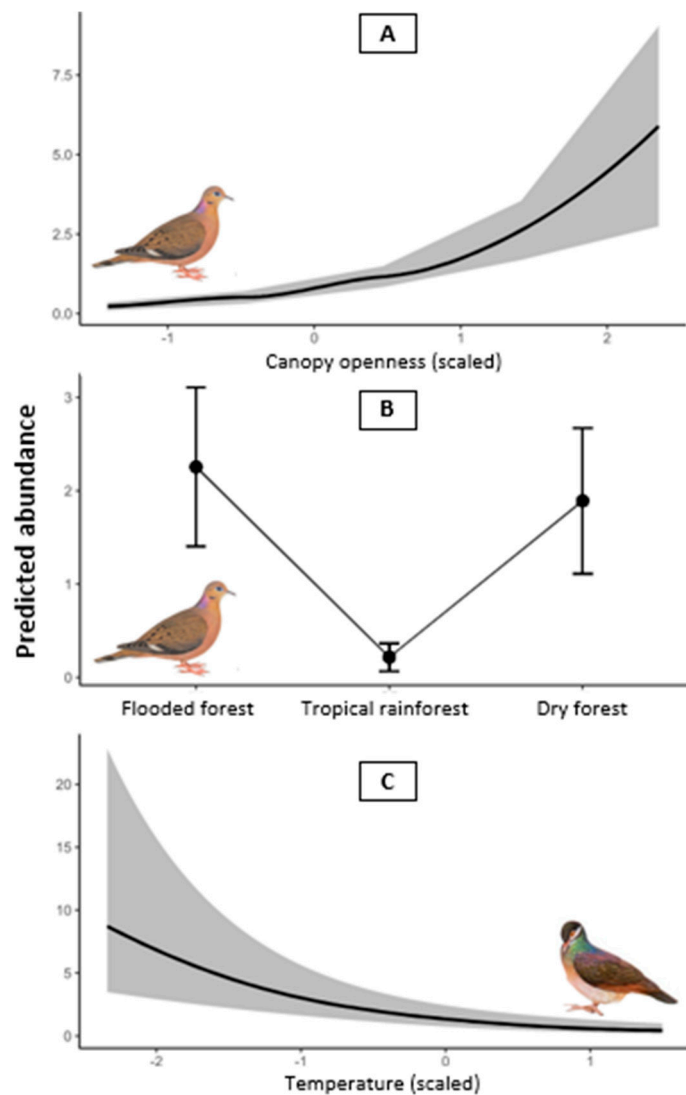 A
7.5
5.0
2.5
0.0
-1 0 1 2
Canopy openness (scaled)
Predicted abundance
B
3
2
1
0
Flooded forest Tropical rainforest Dry forest
C
20
15
10
5
0
-2 -1 0 1
Temperature (scaled)